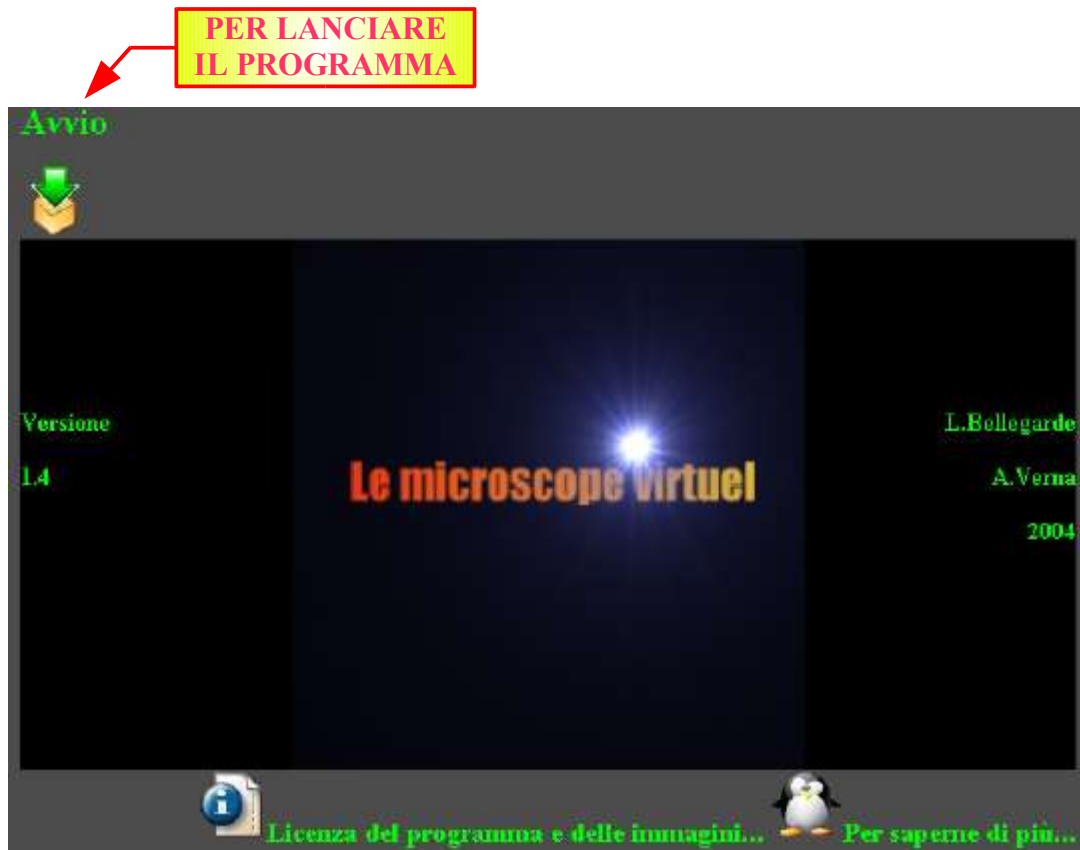 PER LANCIARE
IL PROGRAMMA
Avvio
Versione
1.4
Le microscope virtuel
L.Bellegarde
A.Verna
2004
Licenza del programma e delle immagini...
Per saperne di più...